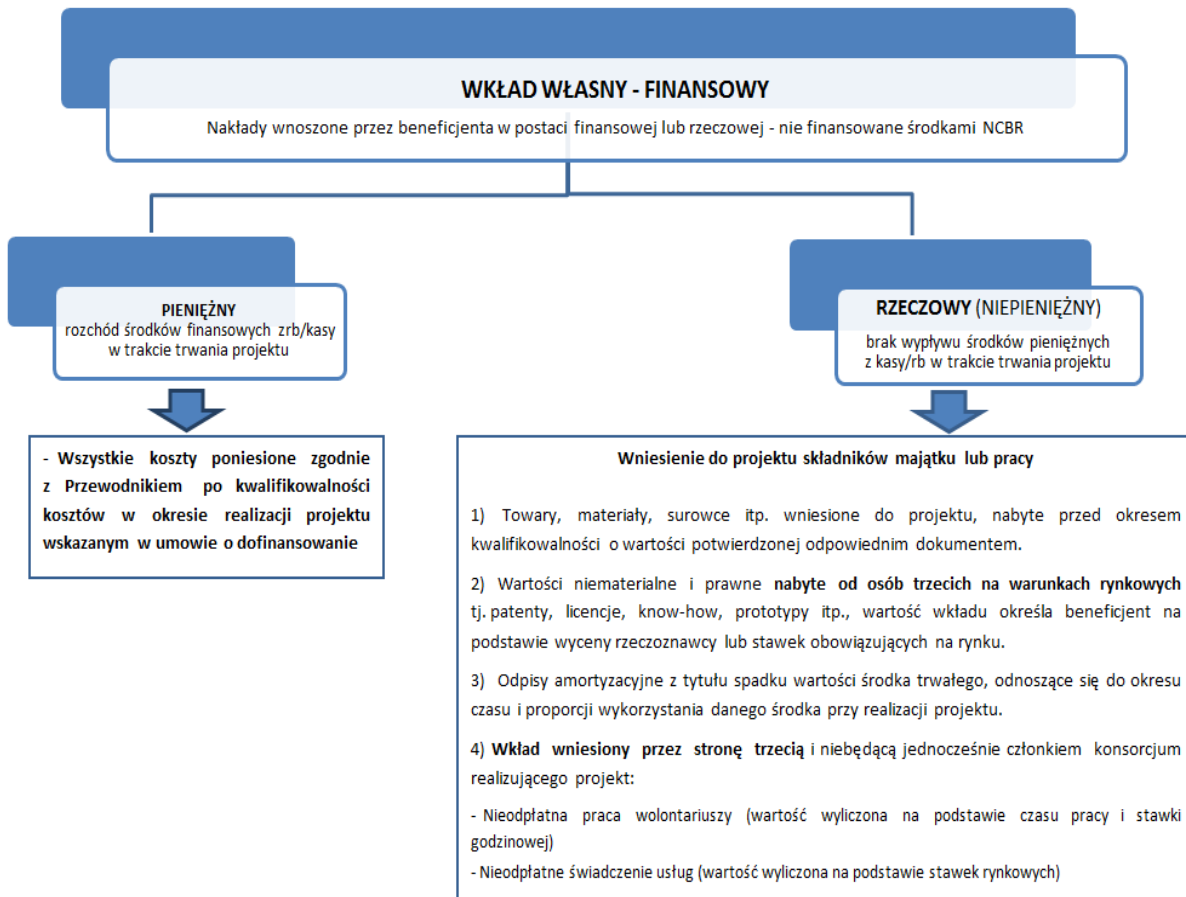 WKŁAD WŁASNY - FINANSOWY
Nakłady wnoszone przez beneficjenta w postaci finansowej lub rzeczowej - nie finansowane środkami NCBR
PIENIĘŻNY
rozchód środków finansowych zrb/kasy
w trakcie trwania projektu
RZECZOWY (NIEPIENIĘŻNY)
brak wypływu środków pieniężnych
z kasy/rb w trakcie trwania projektu
- Wszystkie koszty poniesione zgodnie
z Przewodnikiem po kwalifikowalności
kosztów w okresie realizacji projektu
wskazanym w umowie o dofinansowanie
Wniesienie do projektu składników majątku lub pracy
1) Towary, materiały, surowce itp. wniesione do projektu, nabyte przed okresem
kwalifikowalności o wartości potwierdzonej odpowiednim dokumentem.
2) Wartości niematerialne i prawne nabyte od osób trzecich na warunkach rynkowych
tj. patenty, licencje, know-how, prototypy itp., wartość wkładu określa beneficjent na
podstawie wyceny rzeczoznawcy lub stawek obowiązujących na rynku.
3) Odpisy amortyzacyjne z tytułu spadku wartości środka trwałego, odnoszące się do okresu
czasu i proporcji wykorzystania danego środka przy realizacji projektu.
4) Wkład wniesiony przez stronę trzecią i niebędącą jednocześnie członkiem konsorcjum
realizującego projekt:
- Nieodpłatna praca wolontariuszy (wartość wyliczona na podstawie czasu pracy i stawki
godzinowej)
- Nieodpłatne świadczenie usług (wartość wyliczona na podstawie stawek rynkowych)